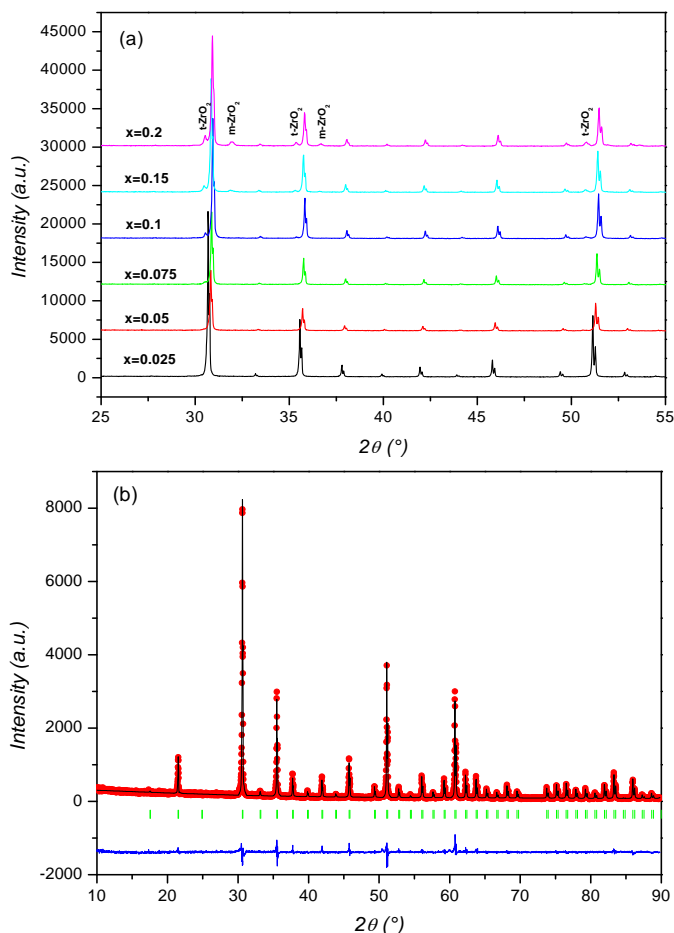 (a)
45000
40000
35000
30000
25000
20000
15000
10000
5000
0
Intensity (a.u.)
t-ZrO₂
m-ZrO₂
t-ZrO₂
m-ZrO₂
t-ZrO₂
x=0.2
x=0.15
x=0.1
x=0.075
x=0.05
x=0.025
25 30 35 40 45 50 55
2θ (°)
(b)
8000
6000
4000
2000
0
-2000
Intensity (a.u.)
10 20 30 40 50 60 70 80 90
2θ (°)